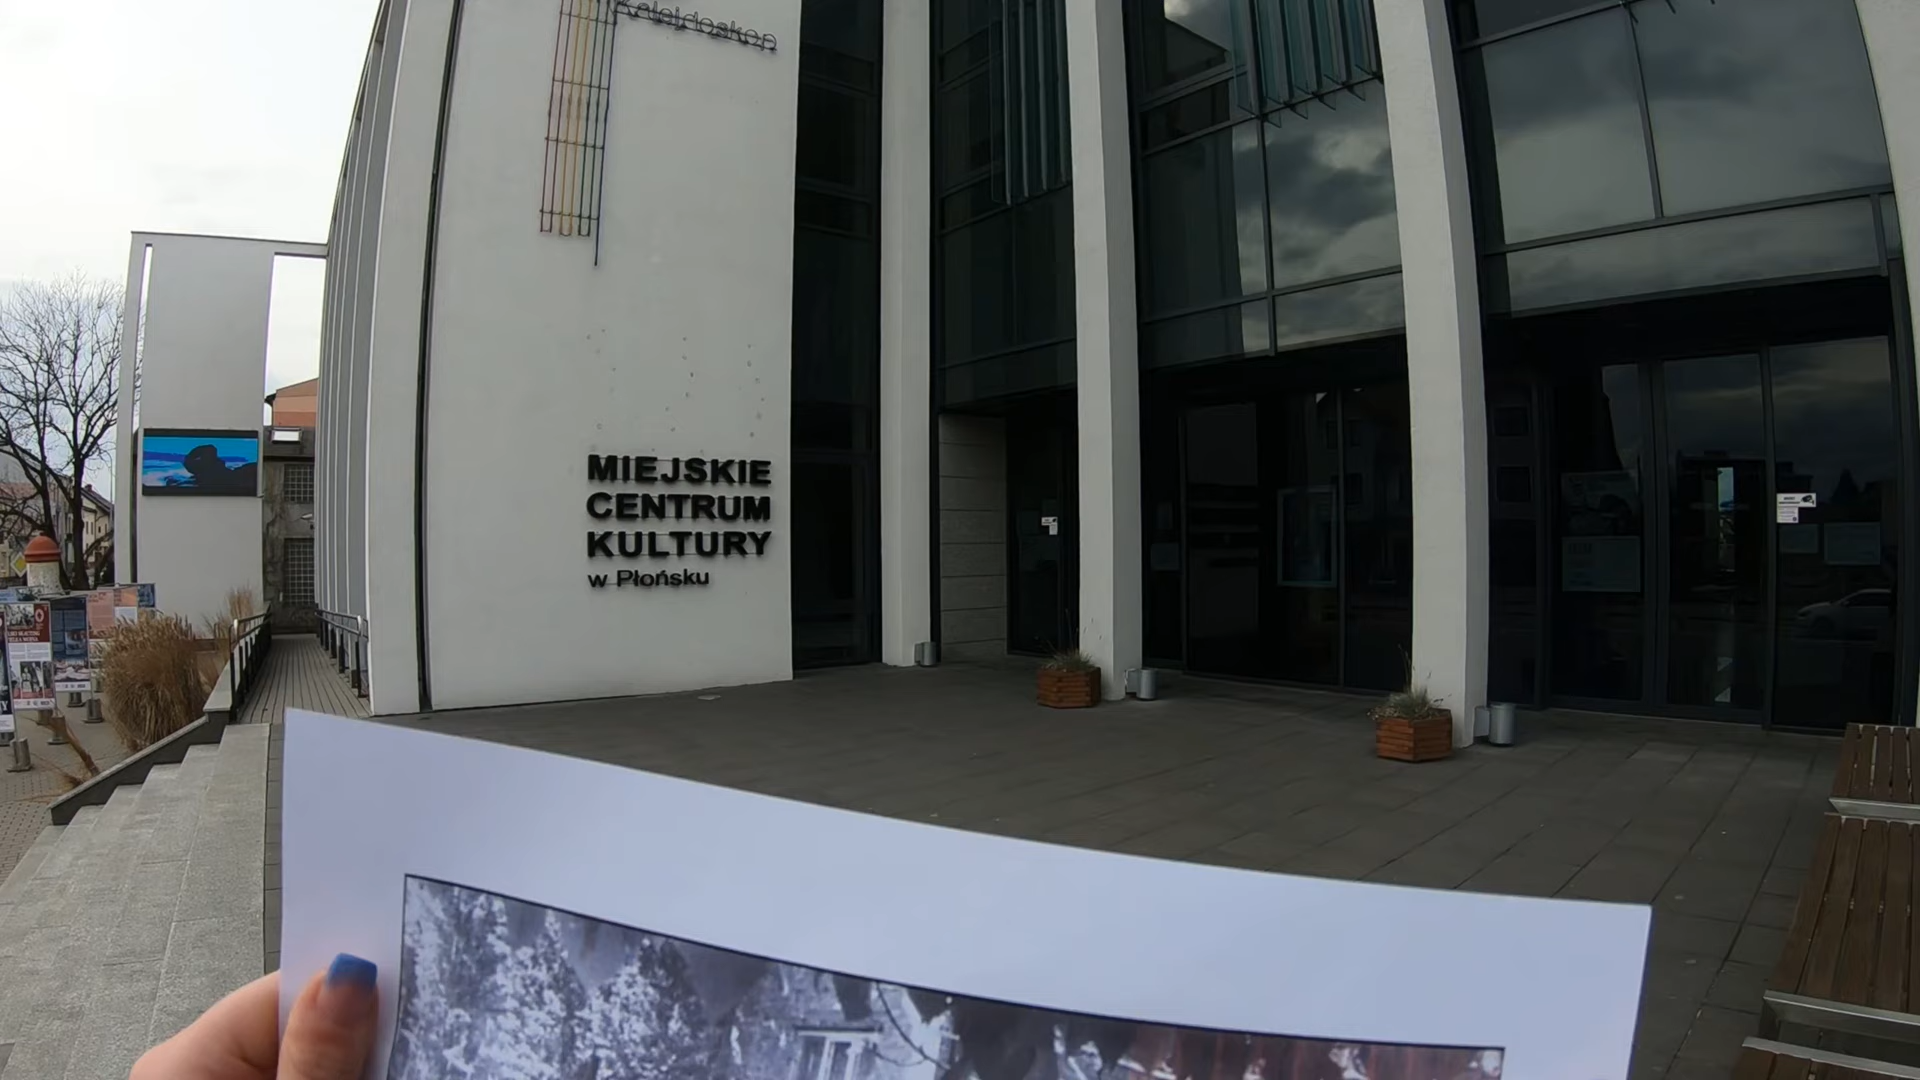 Kalejdoskop
MIEJSKIE
CENTRUM
KULTURY
w Płońsku